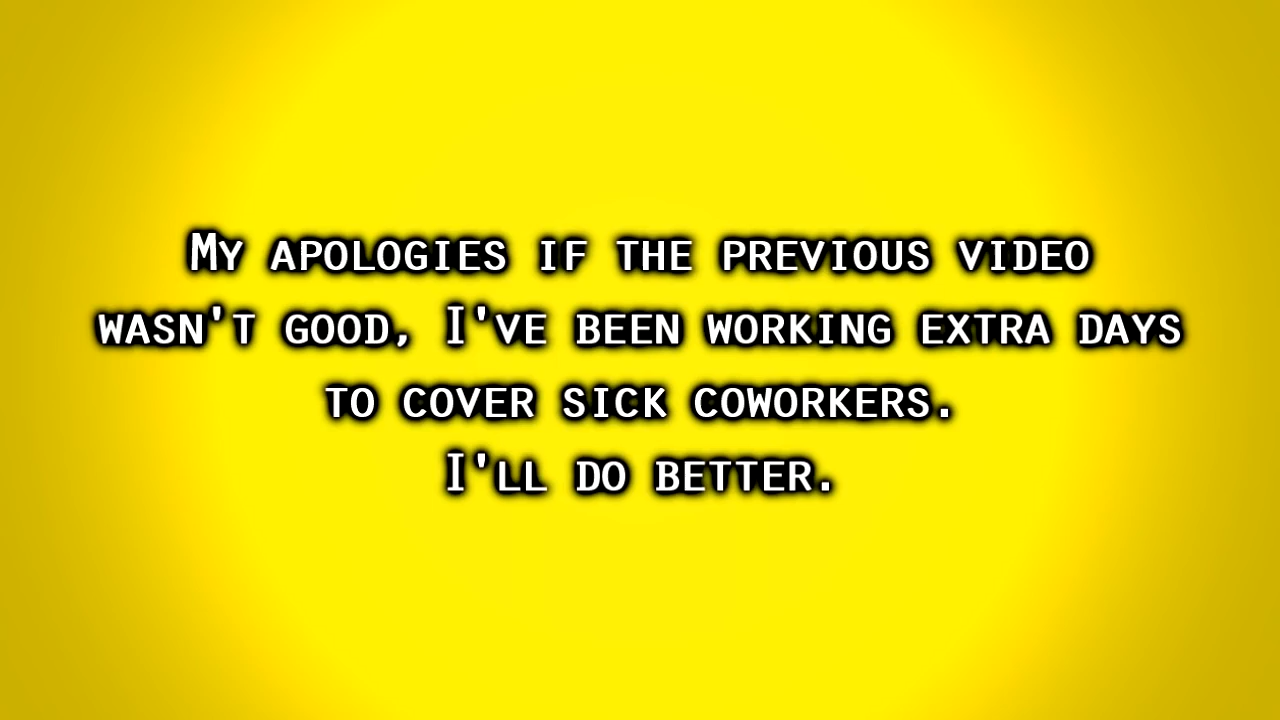 My apologies if the previous video
wasn't good, I've been working extra days
to cover sick coworkers.
I'll do better.